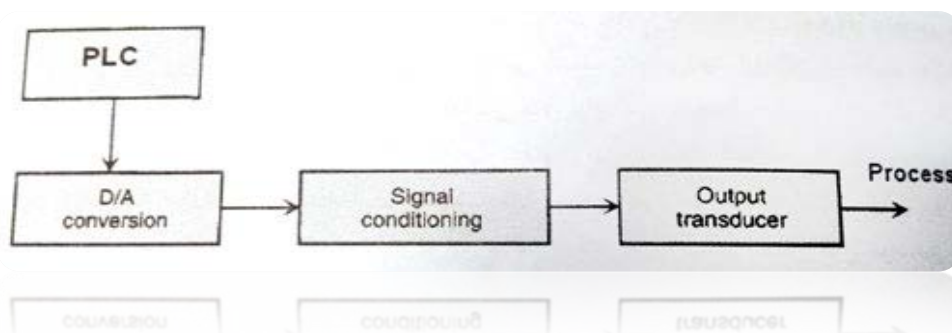 PLC
D/A
conversion
Signal
conditioning
Output
transducer
Process